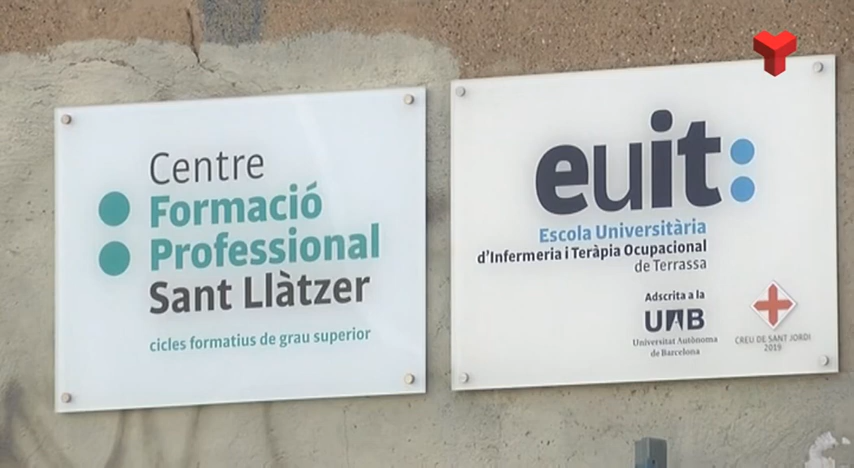 Centre
Formació
Professional
Sant Llàtzer
cicles formatius de grau superior
euit:
Escola Universitària
d'Infermeria i Teràpia Ocupacional
de Terrassa
Adscrita a la
UAB
Universitat Autònoma
de Barcelona
CREU DE SANT JORDI
2019